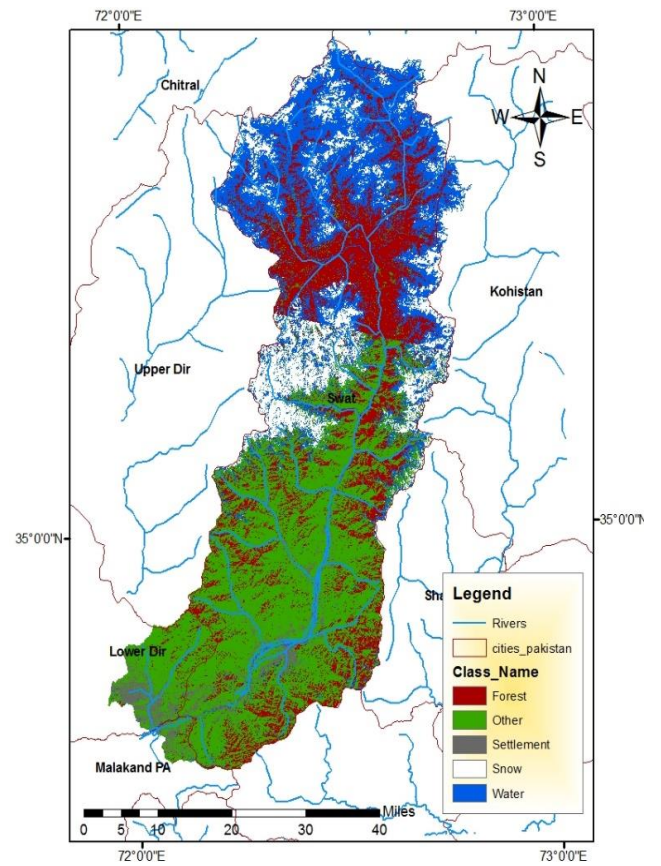 72°0'0"E
73°0'0"E
Chitral
N
W
E
S
Kohistan
Upper Dir
Swat
35°0'0"N
35°0'0"N
Sha
Lower Dir
Malakand PA
Legend
Rivers
cities_pakistan
Class_Name
Forest
Other
Settlement
Snow
Water
Miles
0 5 10 20 30 40
72°0'0"E
73°0'0"E